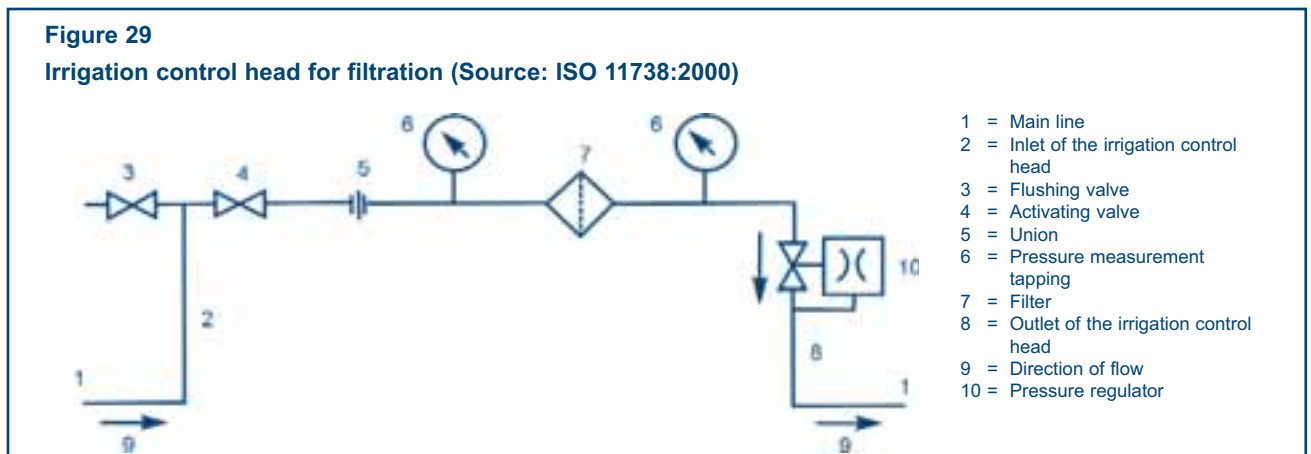 Figure 29
Irrigation control head for filtration (Source: ISO 11738:2000)
6
6
3
4
5
7
10
2
8
1
1
9
9
1 = Main line
2 = Inlet of the irrigation control
head
3 = Flushing valve
4 = Activating valve
5 = Union
6 = Pressure measurement
tapping
7 = Filter
8 = Outlet of the irrigation control
head
9 = Direction of flow
10 = Pressure regulator